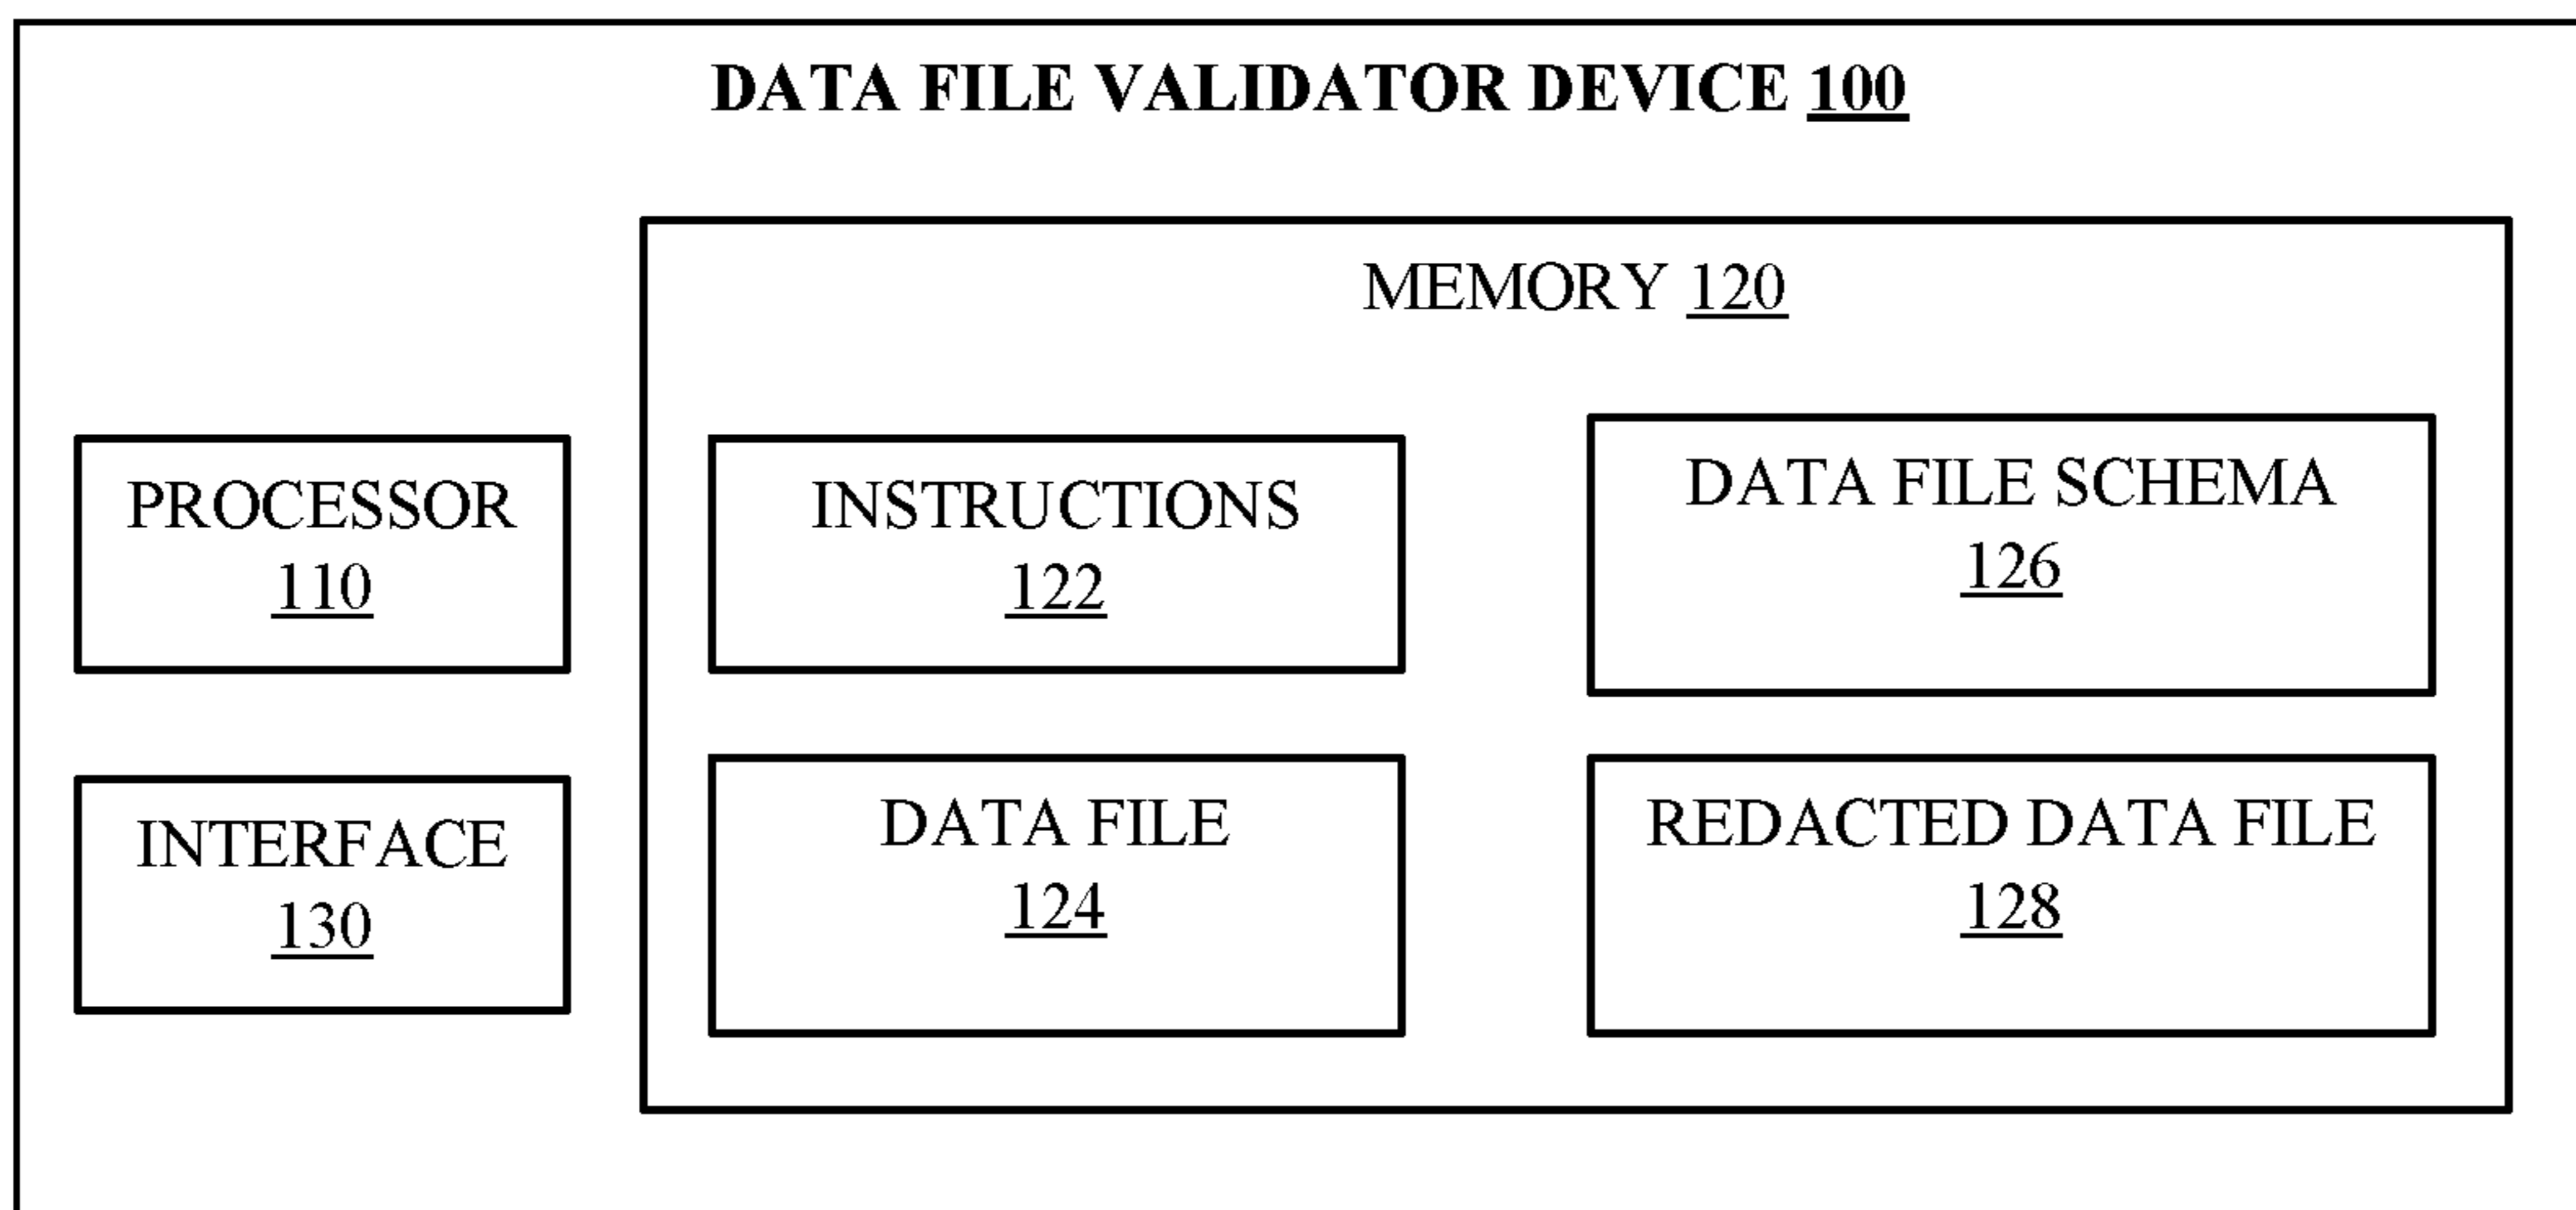 DATA FILE VALIDATOR DEVICE 100
MEMORY 120
PROCESSOR
110
INSTRUCTIONS
122
DATA FILE SCHEMA
126
INTERFACE
130
DATA FILE
124
REDACTED DATA FILE
128